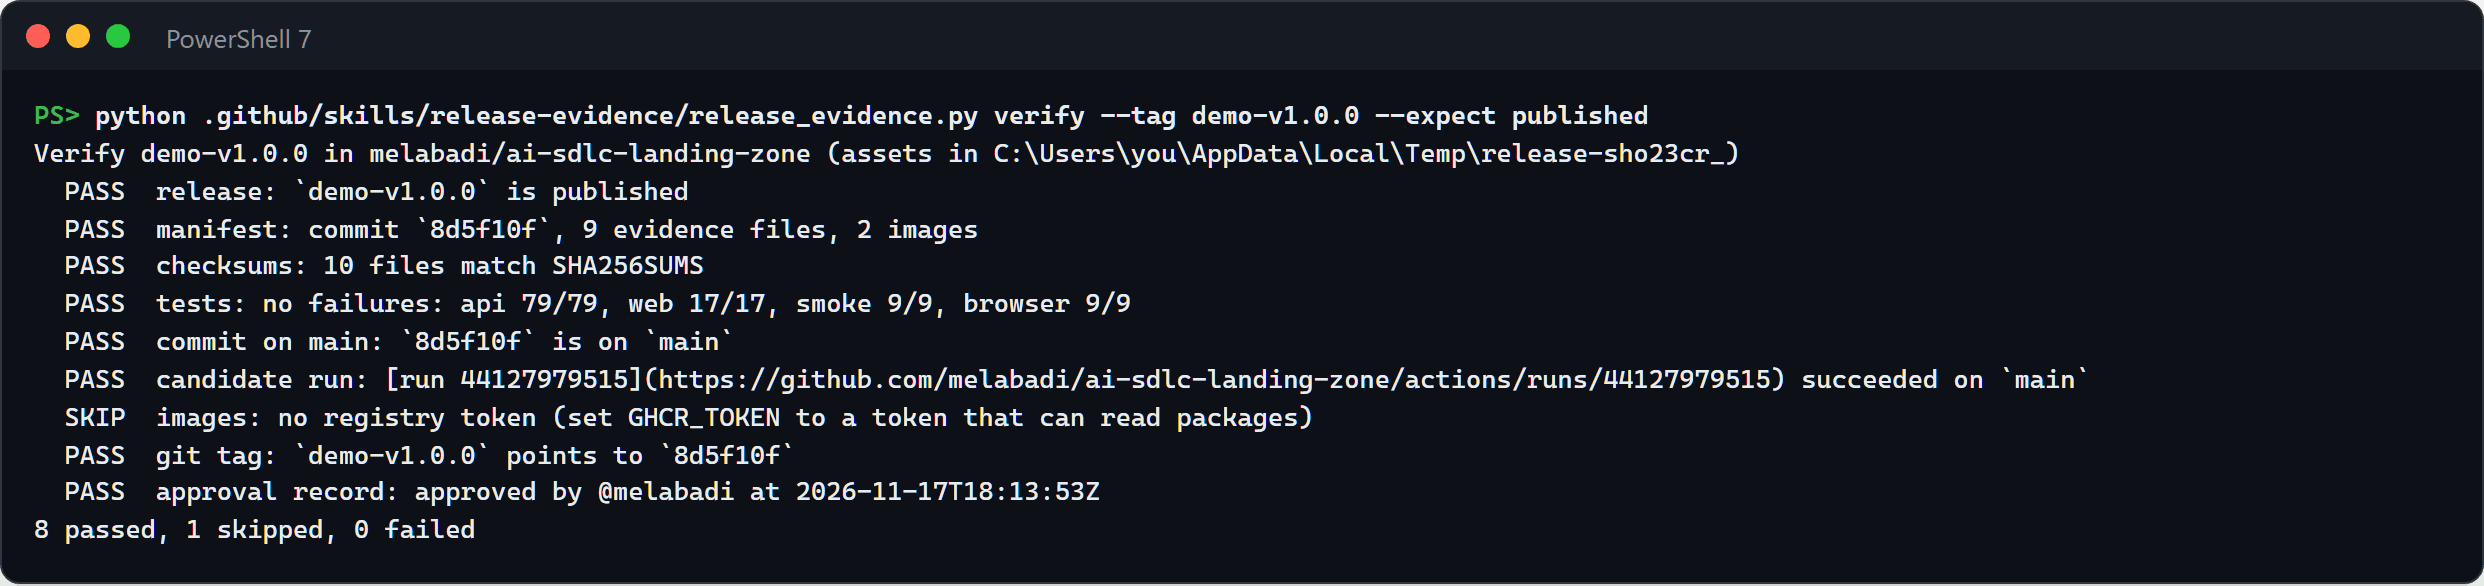 PowerShell 7
PS> python .github/skills/release-evidence/release_evidence.py verify --tag demo-v1.0.0 --expect published
Verify demo-v1.0.0 in melabadi/ai-sdlc-landing-zone (assets in C:\Users\you\AppData\Local\Temp\release-sho23cr_)
  PASS  release: `demo-v1.0.0` is published
  PASS  manifest: commit `8d5f10f`, 9 evidence files, 2 images
  PASS  checksums: 10 files match SHA256SUMS
  PASS  tests: no failures: api 79/79, web 17/17, smoke 9/9, browser 9/9
  PASS  commit on main: `8d5f10f` is on `main`
  PASS  candidate run: [run 44127979515](https://github.com/melabadi/ai-sdlc-landing-zone/actions/runs/44127979515) succeeded on `main`
  SKIP  images: no registry token (set GHCR_TOKEN to a token that can read packages)
  PASS  git tag: `demo-v1.0.0` points to `8d5f10f`
  PASS  approval record: approved by @melabadi at 2026-11-17T18:13:53Z
8 passed, 1 skipped, 0 failed